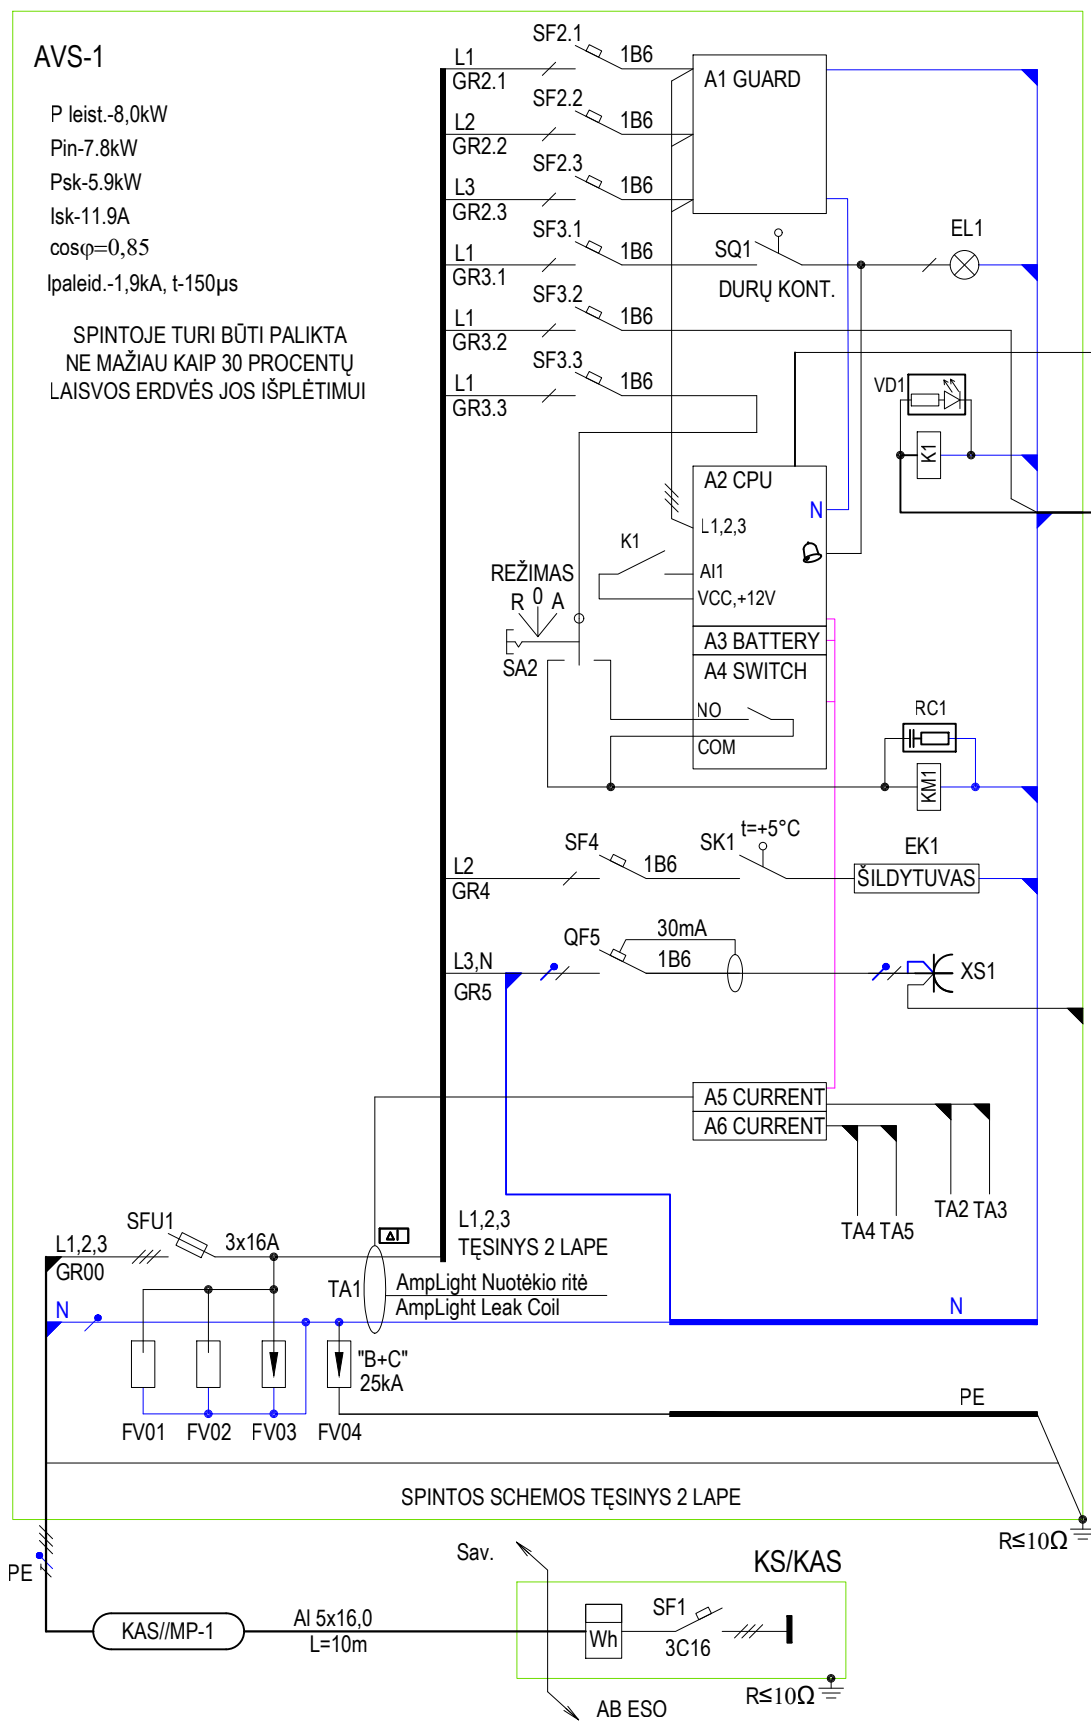 AVS-1
P leist.-8,0kW
Pin-7.8kW
Psk-5.9kW
Isk-11.9A
cosφ=0,85
Ipaleid.-1,9kA, t-150µs
SPINTOJE TURI BŪTI PALIKTA
NE MAŽIAU KAIP 30 PROCENTŲ
LAISVOS ERDVĖS JOS IŠPLĖTIMUI
L1
GR2.1
SF2.1
1B6
A1 GUARD
L2
GR2.2
SF2.2
1B6
L3
GR2.3
SF2.3
1B6
L1
GR3.1
SF3.1
1B6
SQ1
DURŲ KONT.
EL1
L1
GR3.2
SF3.2
1B6
L1
GR3.3
SF3.3
1B6
VD1
K1
A2 CPU
N
L1,2,3
K1
AI1
VCC,+12V
REŽIMAS
R 0 A
SA2
A3 BATTERY
A4 SWITCH
NO
COM
RC1
KM1
L2
GR4
SF4
1B6
SK1
t=+5°C
EK1
ŠILDYTUVAS
L3,N
GR5
QF5
30mA
1B6
XS1
A5 CURRENT
A6 CURRENT
TA4 TA5
TA2 TA3
L1,2,3
TĘSINYS 2 LAPE
SFU1
3x16A
L1,2,3
GR00
TA1
ΔI
AmpLight Nuotėkio ritė
AmpLight Leak Coil
N
N
"B+C"
25kA
FV01 FV02 FV03 FV04
PE
SPINTOS SCHEMOS TĘSINYS 2 LAPE
R≤10Ω
PE
KAS//MP-1
Al 5x16,0
L=10m
Sav.
KS/KAS
Wh
SF1
3C16
R≤10Ω
AB ESO